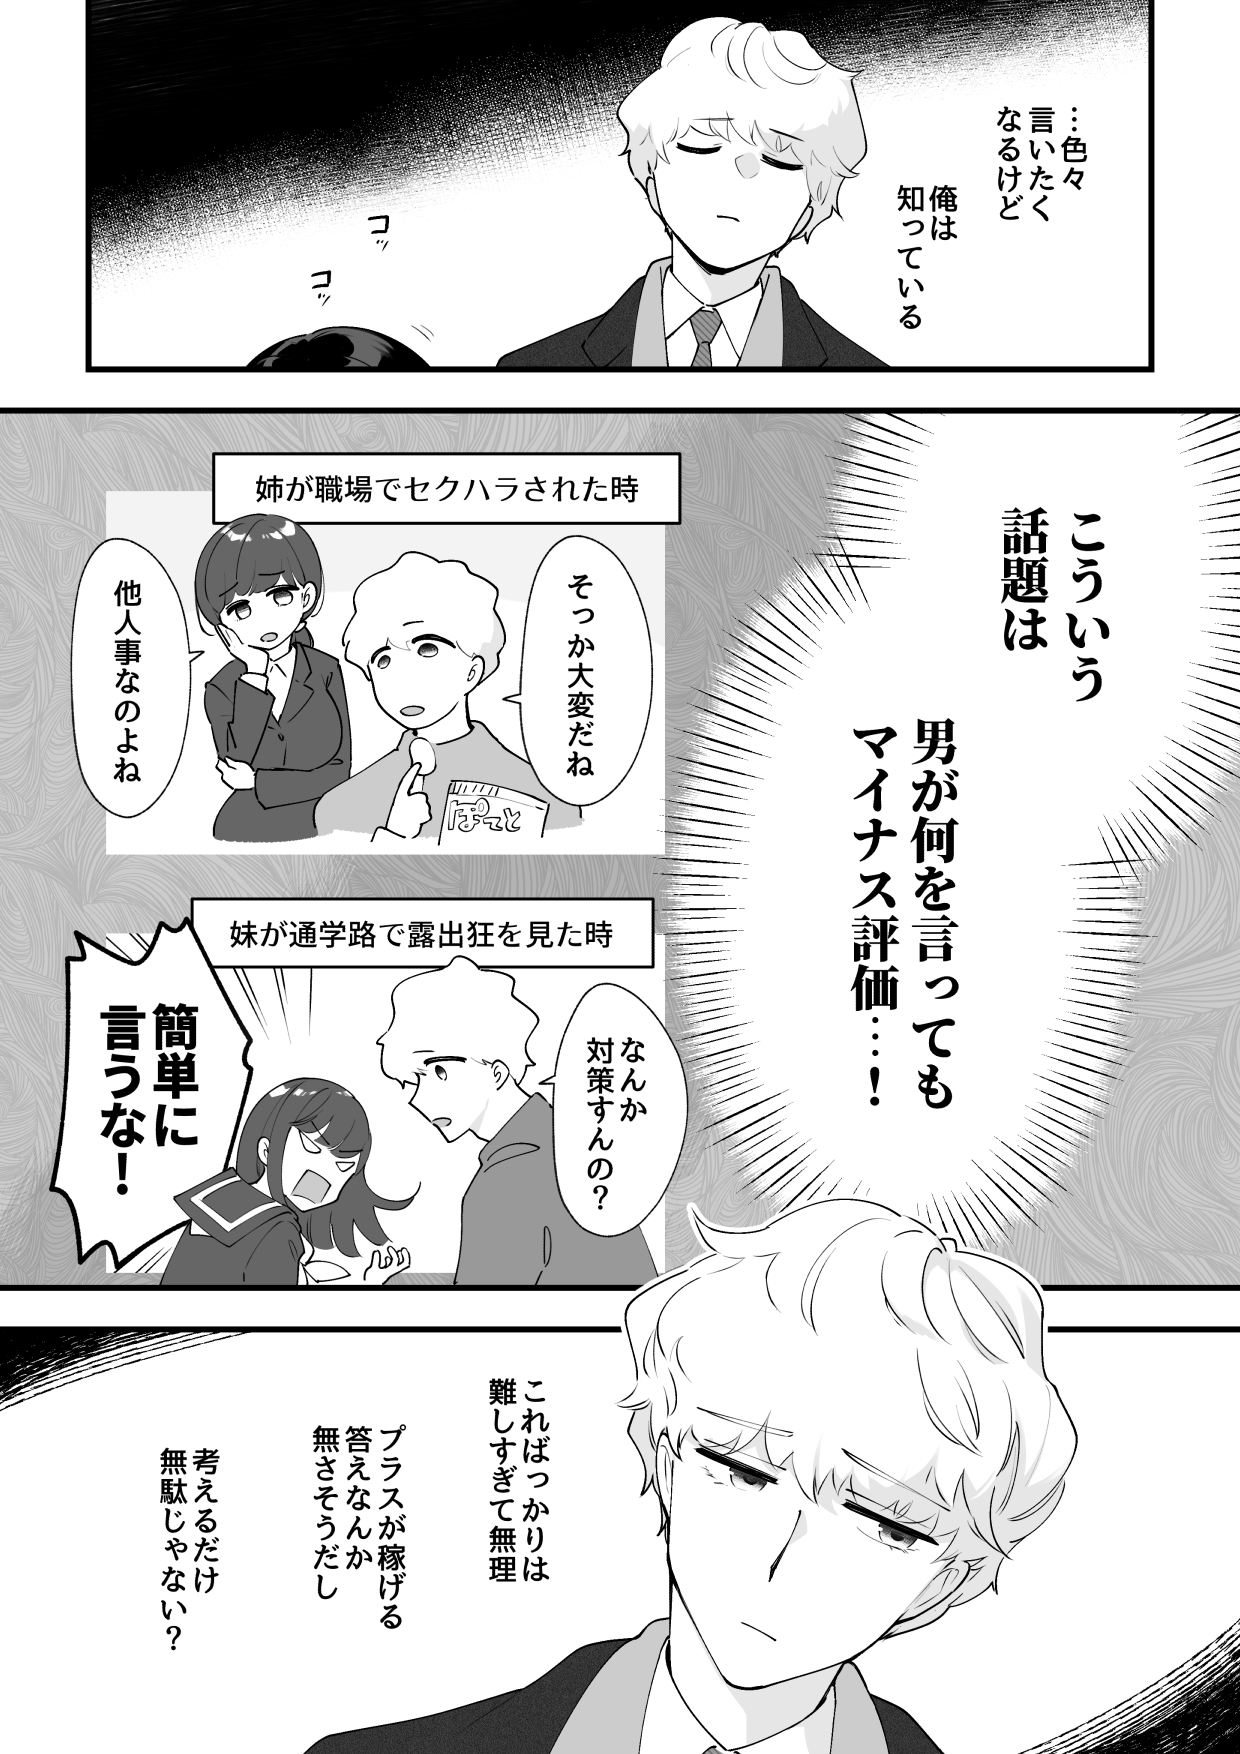 …色々
言いたく
なるけど
俺は
知っている
コ
コ
こういう
話題は
男が何を言っても
マイナス評価…!
姉が職場でセクハラされた時
そっか大変だね
他人事なのよね
ぽてと
妹が通学路で露出狂を見た時
なんか
対策すんの?
簡単に
言うな!
こればっかりは
難しすぎて無理
プラスが稼げる
答えなんか
無さそうだし
考えるだけ
無駄じゃない?